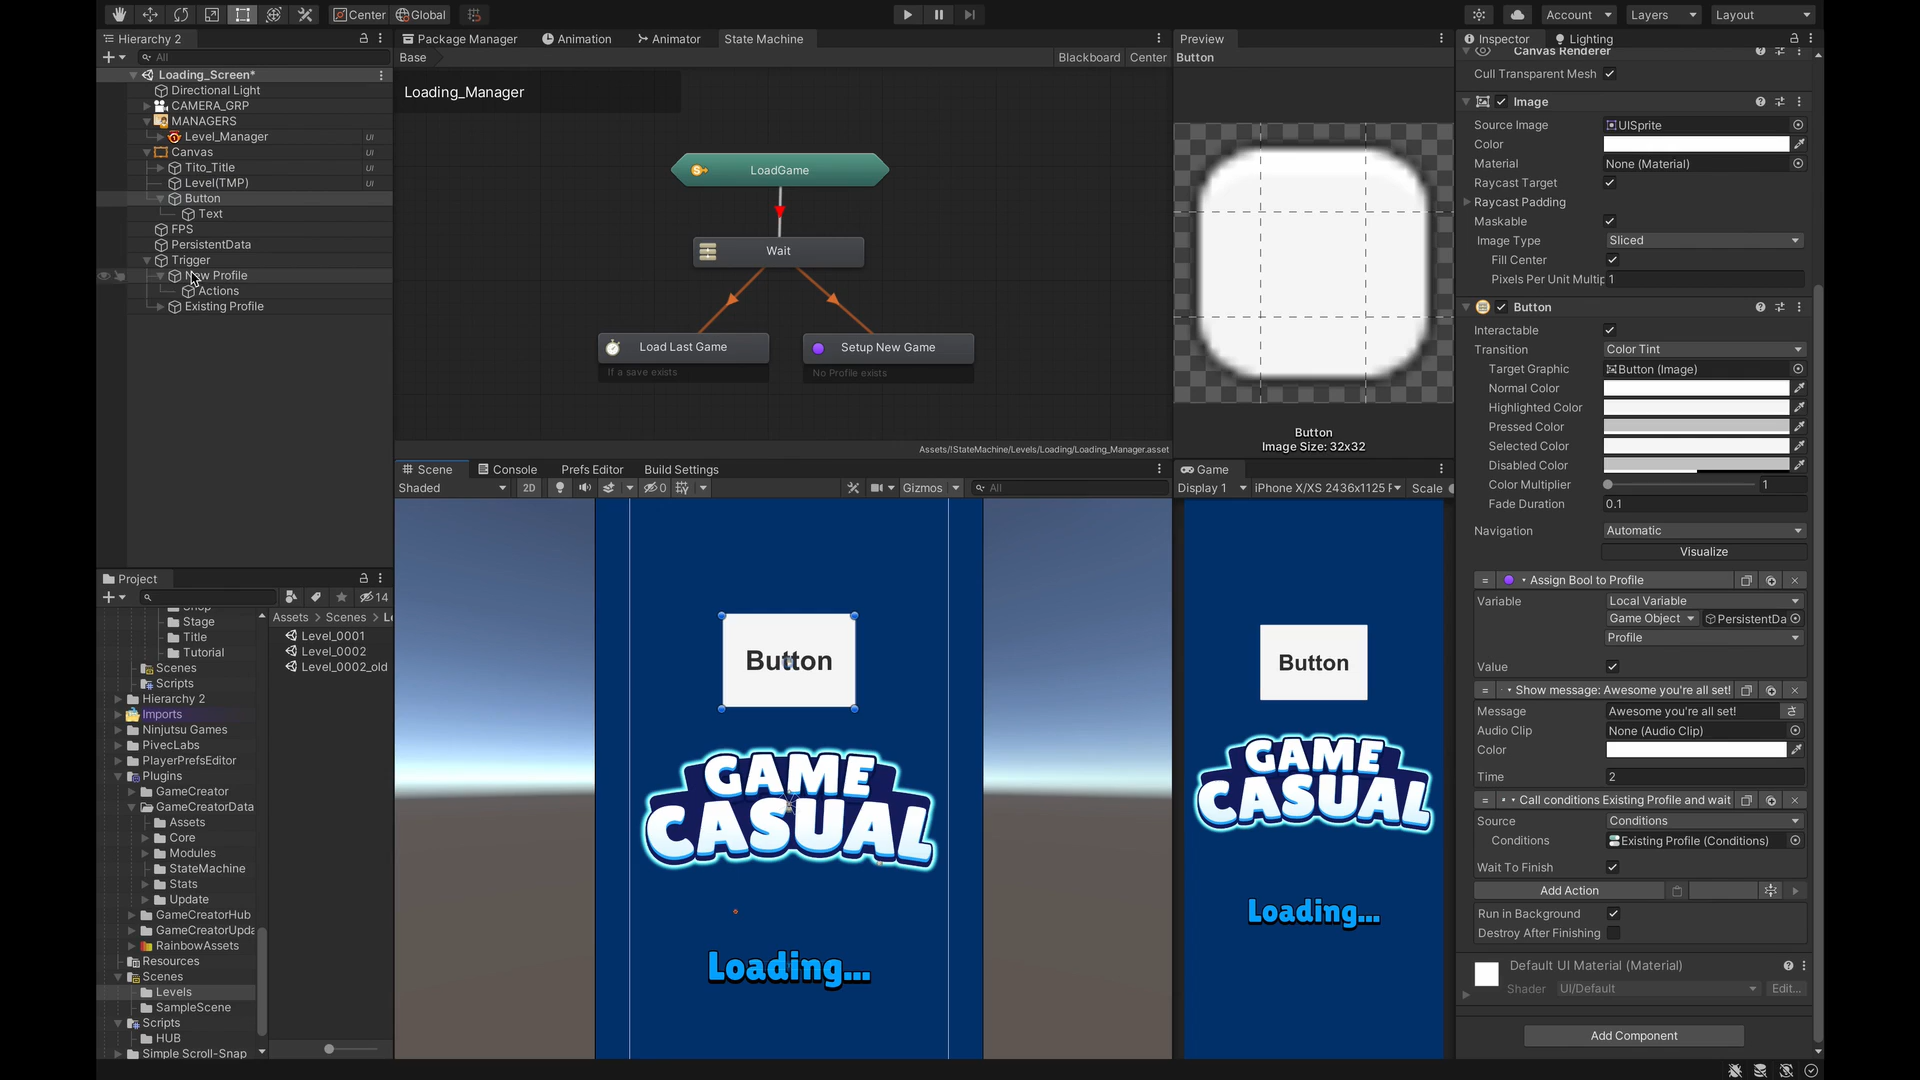 Center
Global
Account
Layers
Layout
Hierarchy 2
All
Loading_Screen*
Directional Light
CAMERA_GRP
MANAGERS
Level_Manager
UI
Canvas
UI
Tito_Title
UI
Level(TMP)
UI
Button
Text
FPS
PersistentData
Trigger
New Profile
Actions
Existing Profile
Package Manager
Animation
Animator
State Machine
Base
Blackboard
Center
Loading_Manager
LoadGame
Wait
Load Last Game
If a save exists
Setup New Game
No Profile exists
Assets/!StateMachine/Levels/Loading/Loading_Manager.asset
Preview
Button
Button
Image Size: 32x32
Scene
Console
Prefs Editor
Build Settings
Shaded
2D
0
Gizmos
All
Button
GAME
CASUAL
Loading...
Game
Display 1
iPhone X/XS 2436x1125 P
Scale
Button
GAME
CASUAL
Loading...
Project
14
Shop
Stage
Title
Tutorial
Scenes
Scripts
Hierarchy 2
Imports
Ninjutsu Games
PivecLabs
PlayerPrefsEditor
Plugins
GameCreator
GameCreatorData
Assets
Core
Modules
StateMachine
Stats
Update
GameCreatorHub
GameCreatorUpda
RainbowAssets
Resources
Scenes
Levels
SampleScene
Scripts
HUB
Simple Scroll-Snap
Assets > Scenes > Le
Level_0001
Level_0002
Level_0002_old
Inspector
Lighting
Canvas Renderer
Cull Transparent Mesh
Image
Source Image
UISprite
Color
Material
None (Material)
Raycast Target
Raycast Padding
Maskable
Image Type
Sliced
Fill Center
Pixels Per Unit Multip
1
Button
Interactable
Transition
Color Tint
Target Graphic
Button (Image)
Normal Color
Highlighted Color
Pressed Color
Selected Color
Disabled Color
Color Multiplier
1
Fade Duration
0.1
Navigation
Automatic
Visualize
Assign Bool to Profile
Variable
Local Variable
Game Object
PersistentDa
Profile
Value
Show message: Awesome you're all set!
Message
Awesome you're all set!
Audio Clip
None (Audio Clip)
Color
Time
2
Call conditions Existing Profile and wait
Source
Conditions
Conditions
Existing Profile (Conditions)
Wait To Finish
Add Action
Run in Background
Destroy After Finishing
Default UI Material (Material)
Shader
UI/Default
Edit...
Add Component